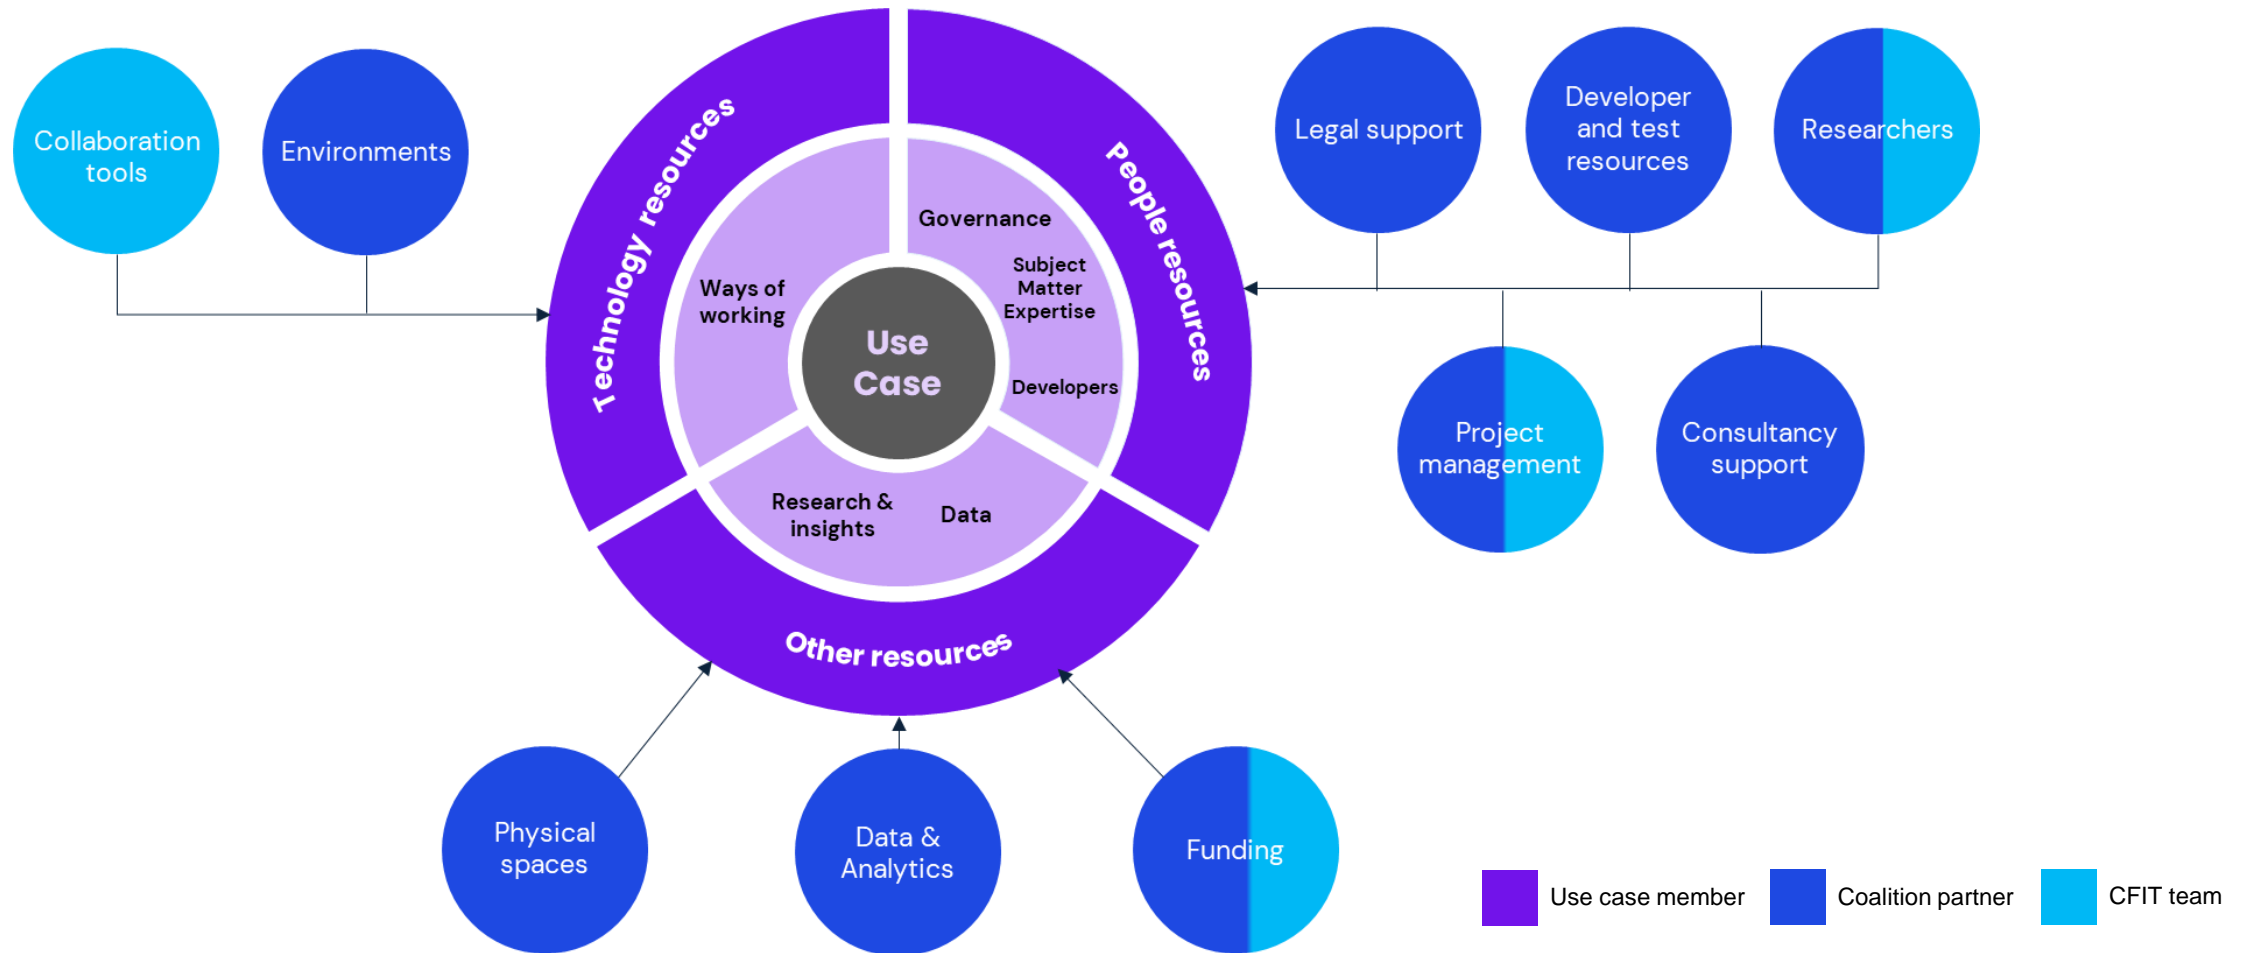 Collaboration
tools
Environments
Technology resources
People resources
Governance
Subject
Matter
Expertise
Developers
Ways of
working
Use
Case
Research &
insights
Data
Other resources
Legal support
Developer
and test
resources
Researchers
Project
management
Consultancy
support
Physical
spaces
Data &
Analytics
Funding
Use case member
Coalition partner
CFIT team